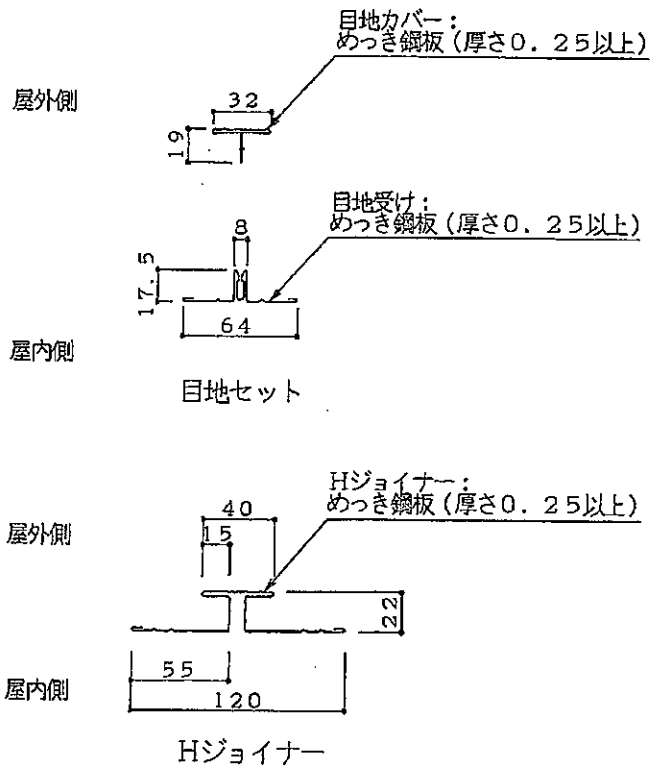 目地カバー：
めっき鋼板（厚さ０．２５以上）
屋外側
32
19
目地受け：
めっき鋼板（厚さ０．２５以上）
8
17.5
64
屋内側
目地セット
Hジョイナー：
めっき鋼板（厚さ０．２５以上）
40
屋外側
15
22
55
屋内側
120
Hジョイナー